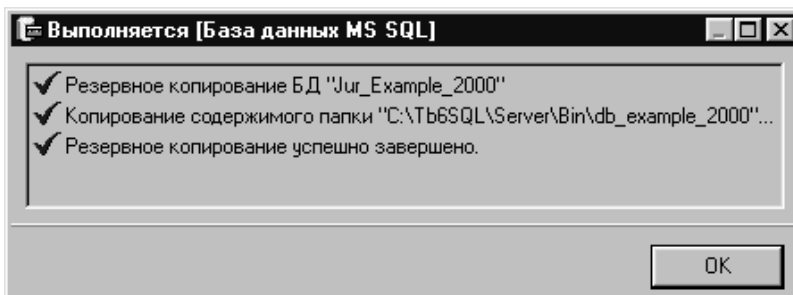 Выполняется [База данных MS SQL]
Резервное копирование БД "Jur_Example_2000"
Копирование содержимого папки "C:\Tb6SQL\Server\Bin\db_example_2000"...
Резервное копирование успешно завершено.
OK